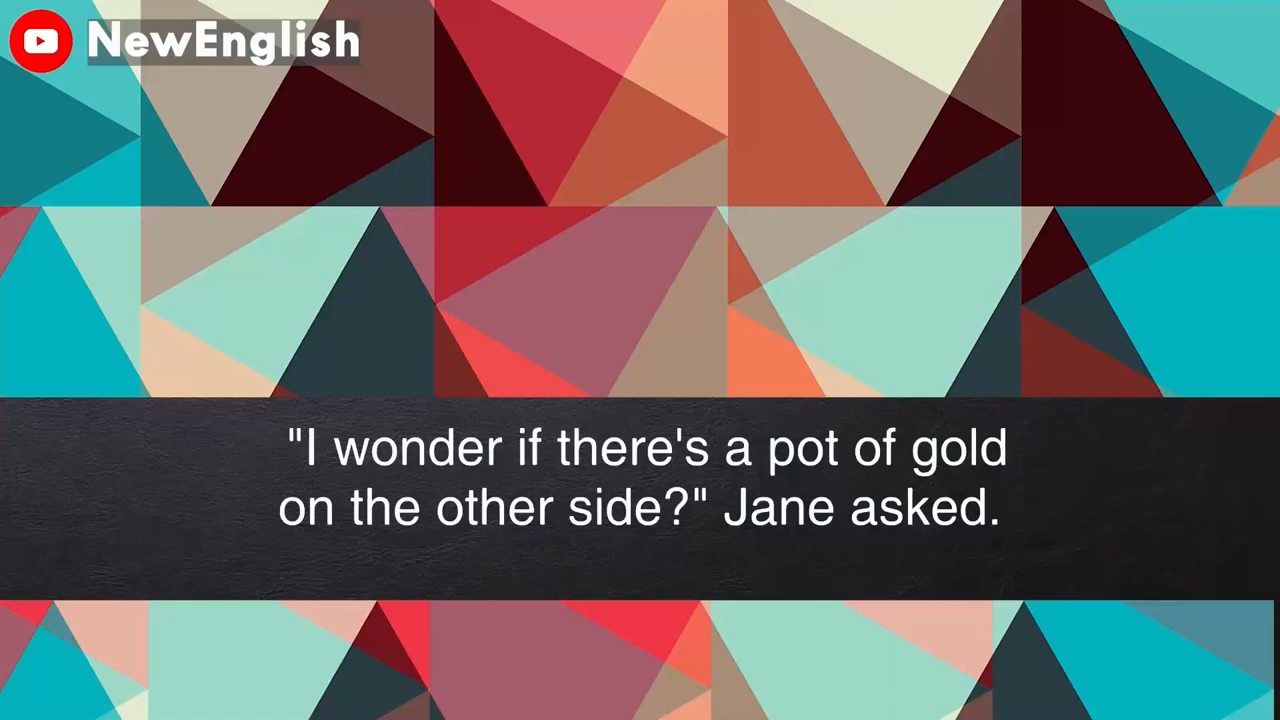 NewEnglish
"I wonder if there's a pot of gold
on the other side?" Jane asked.